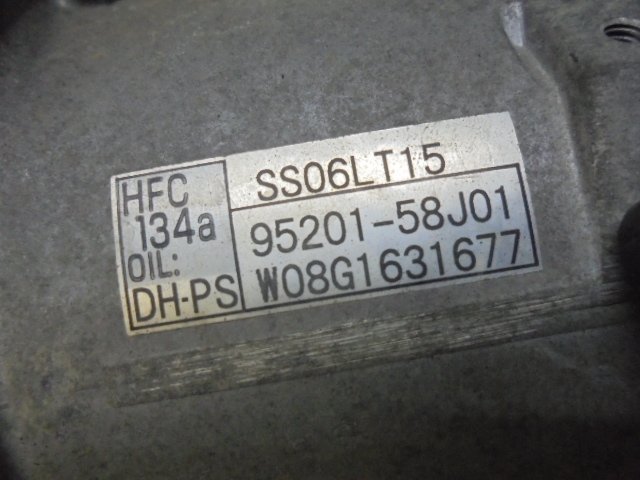 HFC
134a
OIL:
DH-PS
SS06LT15
95201-58J01
W08G1631677